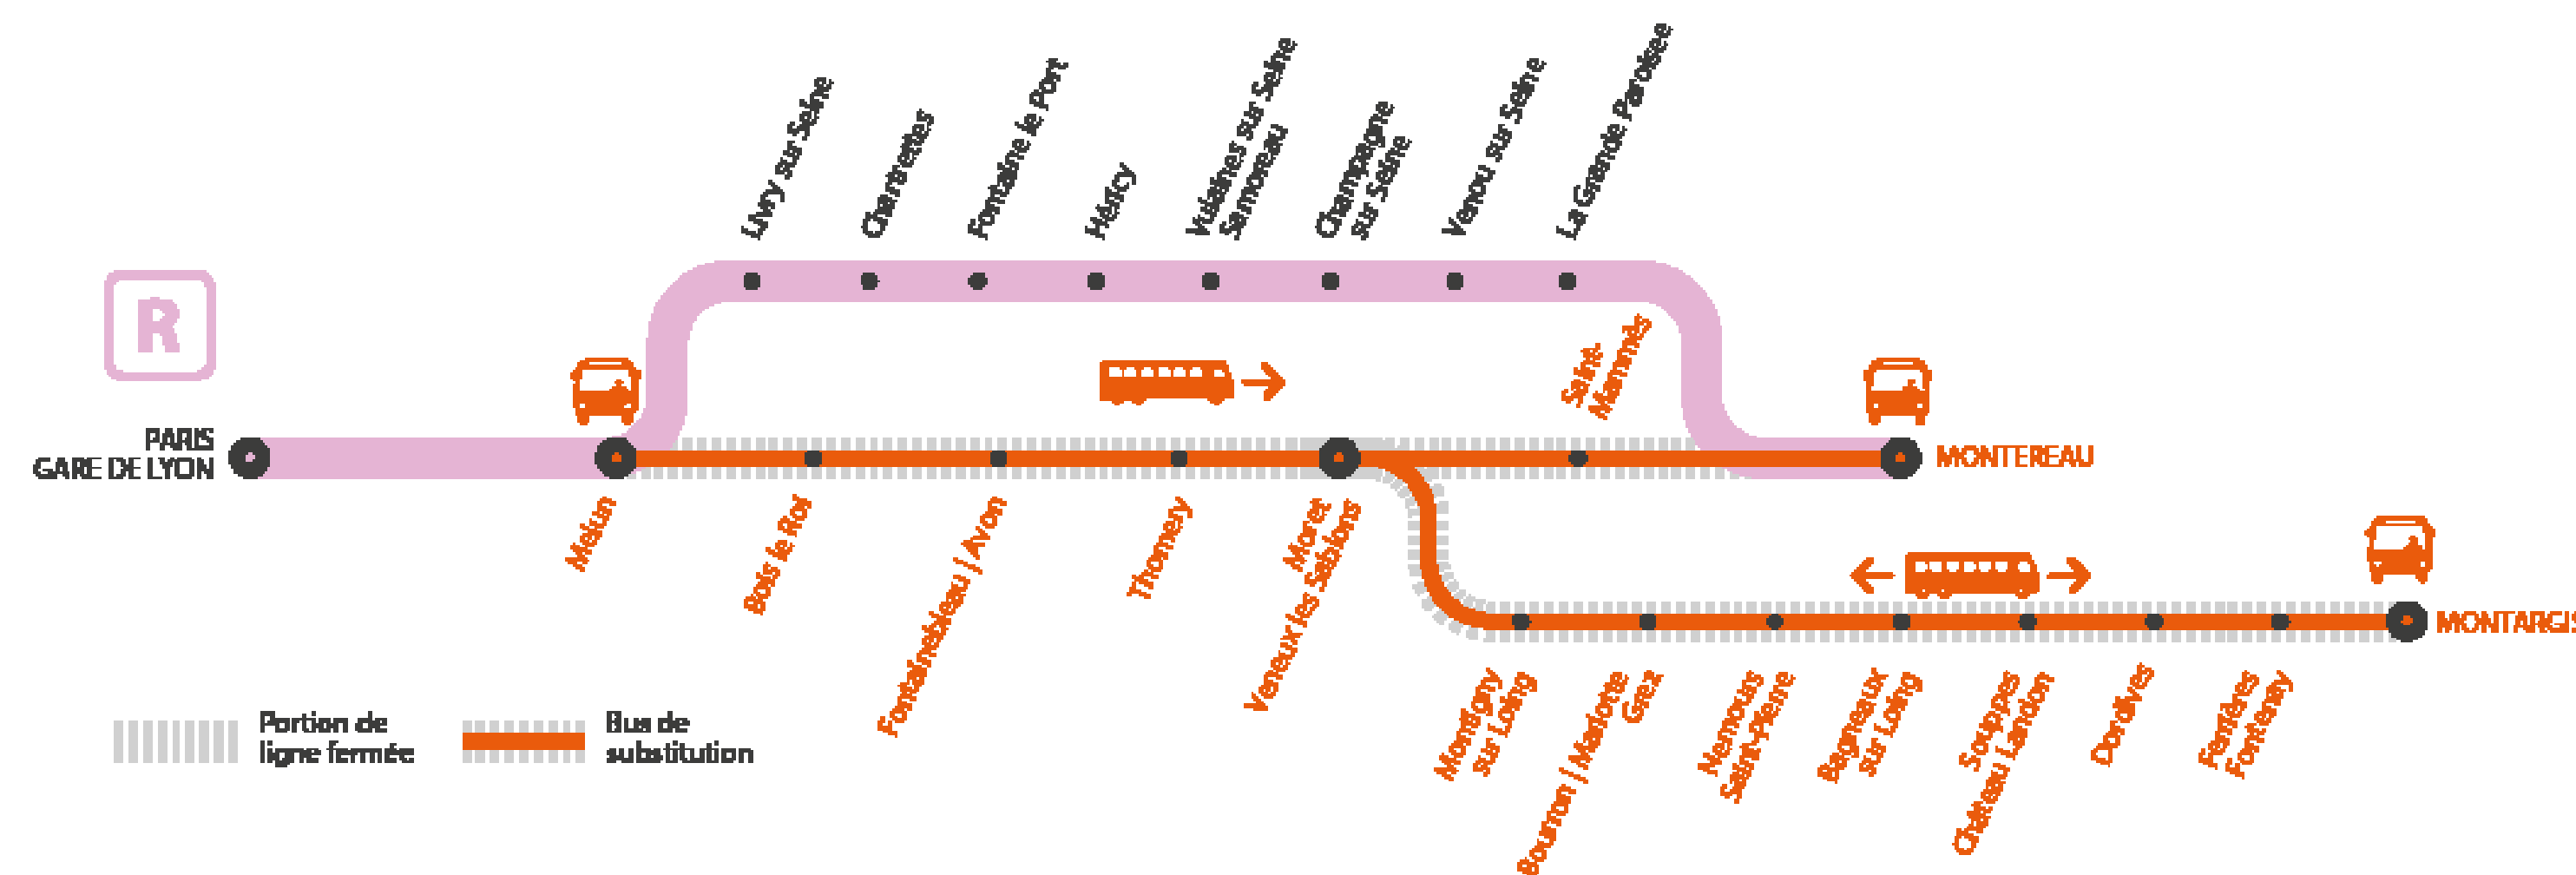 Livry sur Seine
Chartrettes
Fontaine le Port
Héricy
Vulaines sur Seine
Samoreau
Champagne
sur Seine
Vernou sur Seine
La Grande Paroisse
R
PARIS
GARE DE LYON
Saint-
Mammès
MONTEREAU
Melun
Bois le Roi
Fontainebleau | Avon
Thomery
Moret
Veneux les Sablons
MONTARGIS
Montigny
sur Loing
Bourron | Marlotte
Grez
Nemours
Saint-Pierre
Bagneaux
sur Loing
Souppes
Château Landon
Dordives
Ferrières
Fontenay
Portion de
ligne fermée
Bus de
substitution